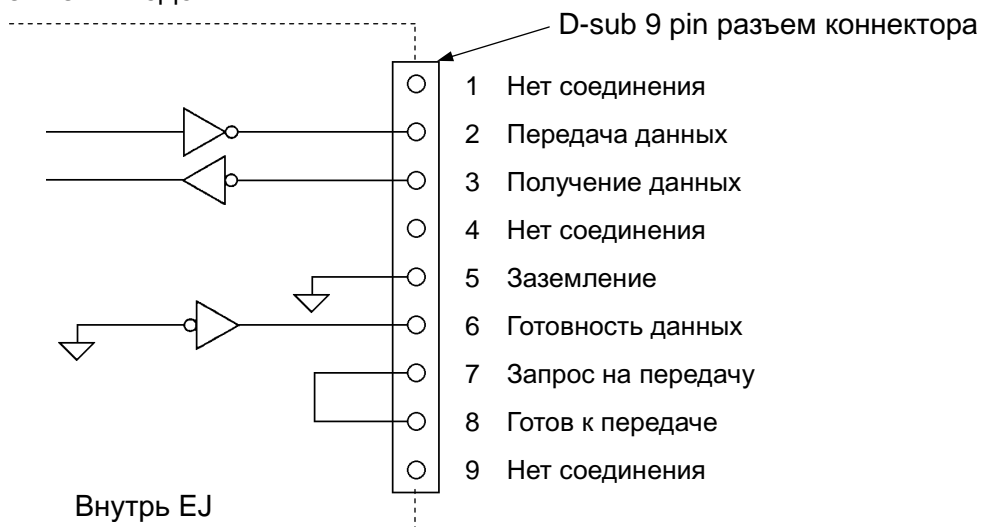 D-sub 9 pin разъем коннектора
1 Нет соединения
2 Передача данных
3 Получение данных
4 Нет соединения
5 Заземление
6 Готовность данных
7 Запрос на передачу
8 Готов к передаче
9 Нет соединения
Внутрь EJ